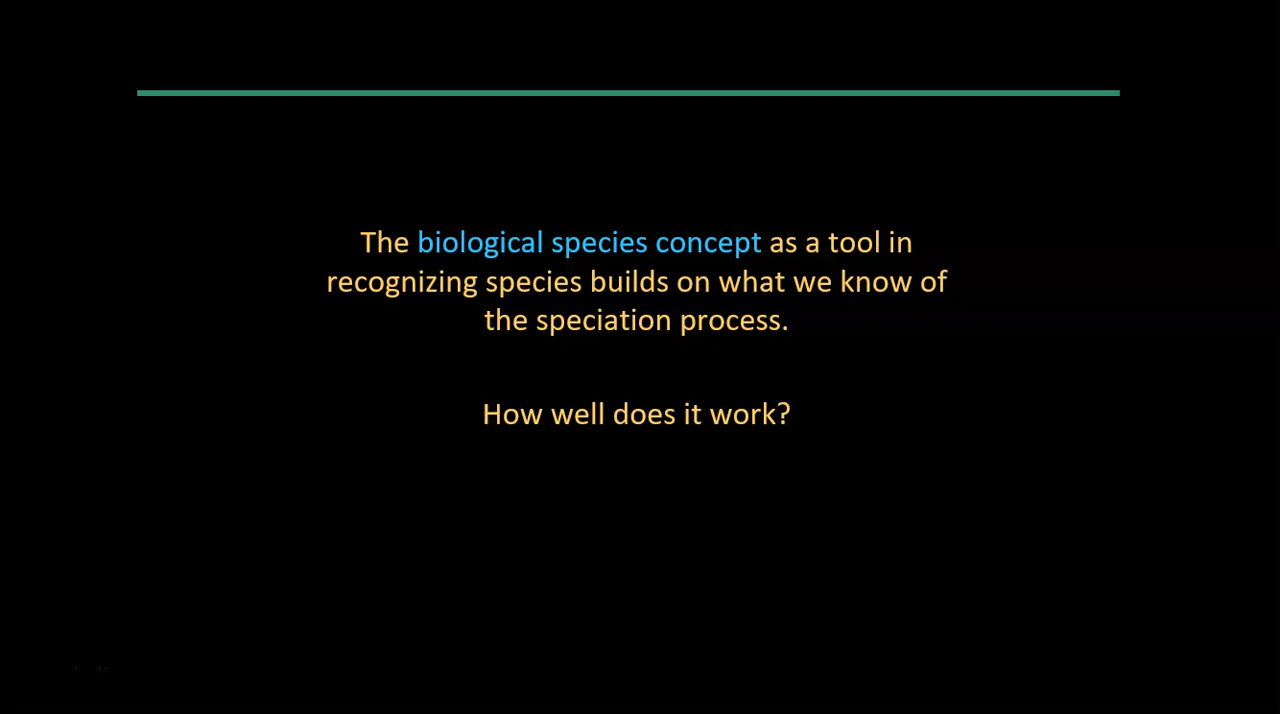 The biological species concept as a tool in
recognizing species builds on what we know of
the speciation process.
How well does it work?